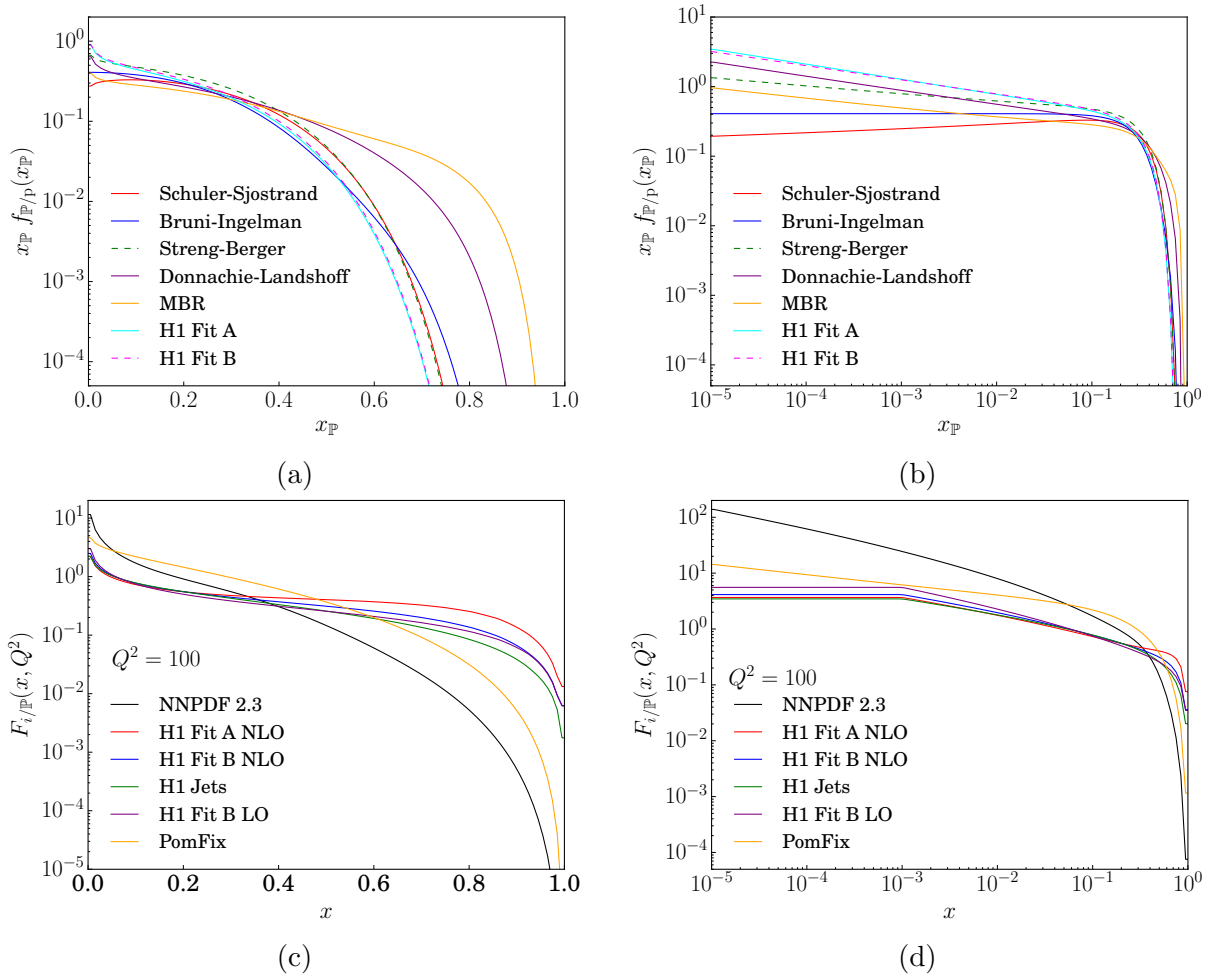 10^0
10^{-1}
10^{-2}
10^{-3}
10^{-4}
x_ℙ f_{ℙ/p}(x_ℙ)
Schuler-Sjostrand
Bruni-Ingelman
Streng-Berger
Donnachie-Landshoff
MBR
H1 Fit A
H1 Fit B
0.0 0.2 0.4 0.6 0.8 1.0
x_ℙ
(a)
10^1
10^0
10^{-1}
10^{-2}
10^{-3}
10^{-4}
x_ℙ f_{ℙ/p}(x_ℙ)
Schuler-Sjostrand
Bruni-Ingelman
Streng-Berger
Donnachie-Landshoff
MBR
H1 Fit A
H1 Fit B
10^{-5} 10^{-4} 10^{-3} 10^{-2} 10^{-1} 10^0
x_ℙ
(b)
10^1
10^0
10^{-1}
10^{-2}
10^{-3}
10^{-4}
10^{-5}
F_{i/ℙ}(x, Q^2)
Q^2 = 100
NNPDF 2.3
H1 Fit A NLO
H1 Fit B NLO
H1 Jets
H1 Fit B LO
PomFix
0.0 0.2 0.4 0.6 0.8 1.0
x
(c)
10^2
10^1
10^0
10^{-1}
10^{-2}
10^{-3}
10^{-4}
F_{i/ℙ}(x, Q^2)
Q^2 = 100
NNPDF 2.3
H1 Fit A NLO
H1 Fit B NLO
H1 Jets
H1 Fit B LO
PomFix
10^{-5} 10^{-4} 10^{-3} 10^{-2} 10^{-1} 10^0
x
(d)